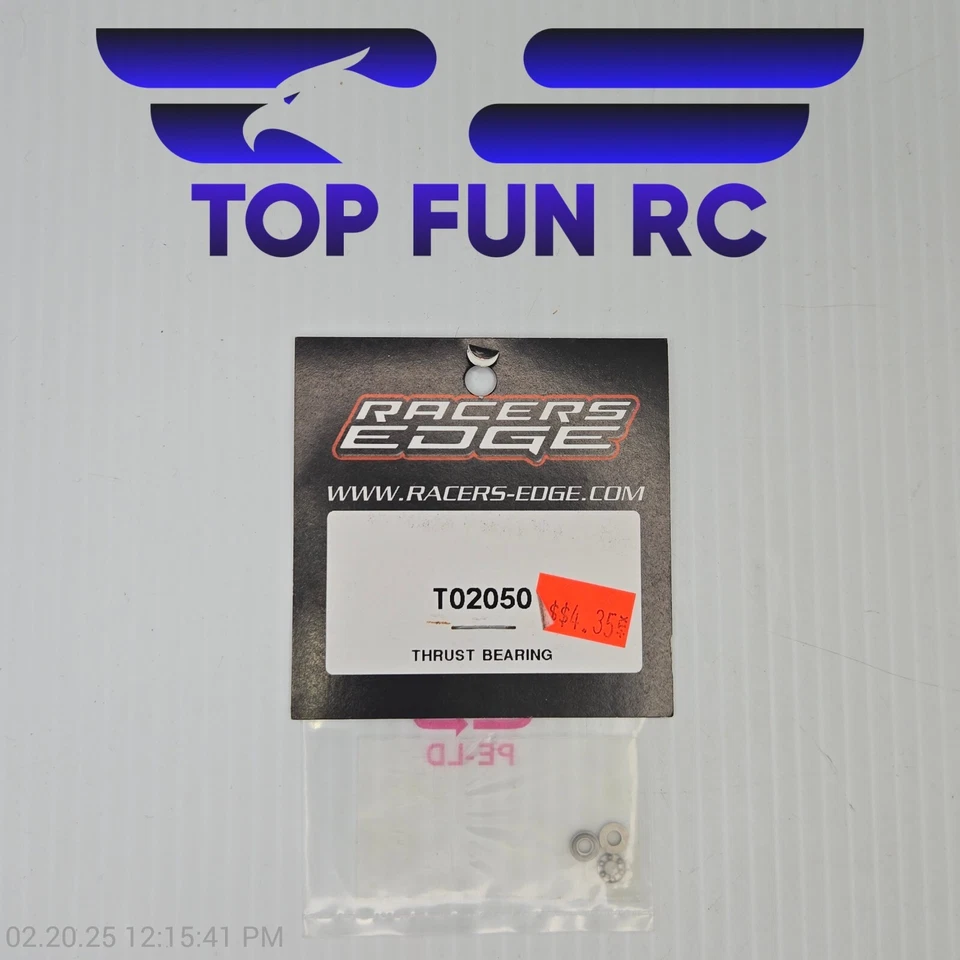 TOP FUN RC
RACERS
EDGE
WWW.RACERS-EDGE.COM
T02050
$$4.35
THRUST BEARING
PE-LD
02.20.25 12:15:41 PM